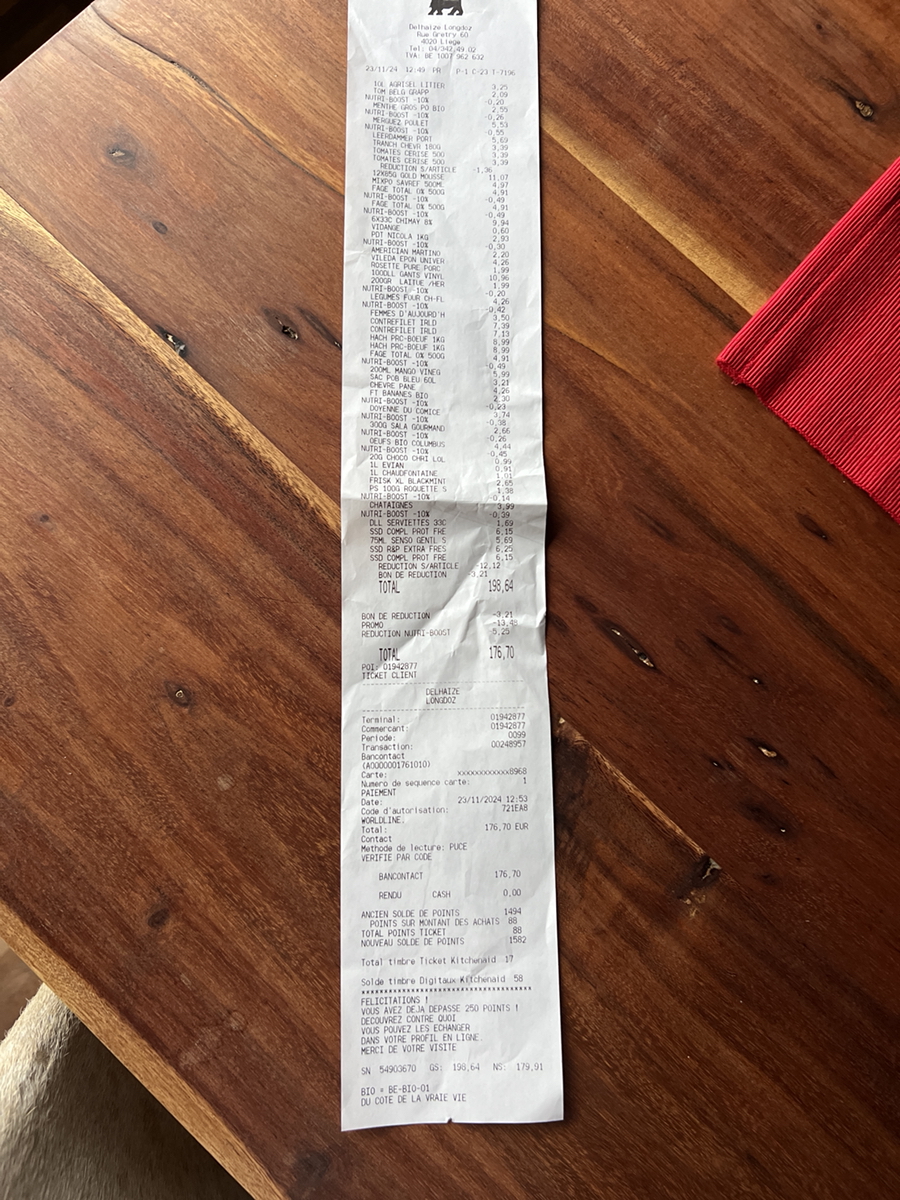 Delhaize Longdoz
Rue Gretry 60
4020 Liege
Tel: 04/342.49.02
TVA: BE 1007 962 632
23/11/24 12:49 PR P-1 C-23 T-7196
10L AGRISEL LITIER 3,25
TOM BELG GRAPP 2,09
NUTRI-BOOST -10% -0,20
MENTHE GROS PO BIO 2,55
NUTRI-BOOST -10% -0,26
MERGUEZ POULET 5,53
NUTRI-BOOST -10% -0,55
LEERDAMMER PORT 5,69
TRANCH CHEVR 180G 3,39
TOMATES CERISE 500 3,39
TOMATES CERISE 500 3,39
REDUCTION S/ARTICLE -1,36
12X85G GOLD MOUSSE 11,07
MIXPO SAVREF 500ML 4,97
FAGE TOTAL 0% 500G 4,91
NUTRI-BOOST -10% -0,49
FAGE TOTAL 0% 500G 4,91
NUTRI-BOOST -10% -0,49
6X33C CHIMAY 8% 9,94
VIDANGE 0,60
PDT NICOLA 1KG 2,93
NUTRI-BOOST -10% -0,30
AMERICIAN MARTINO 2,20
VILEDA EPON UNIVER 4,26
ROSETTE PURE PORC 1,99
100DLL GANTS VINYL 10,96
200GR LAITUE /HER 1,99
NUTRI-BOOST -10% -0,20
LEGUMES FOUR CH-FL 4,26
NUTRI-BOOST -10% -0,42
FEMMES D'AUJOURD'H 3,50
CONTREFILET IRLD 7,39
CONTREFILET IRLD 7,13
HACH PRC-BOEUF 1KG 8,99
HACH PRC-BOEUF 1KG 8,99
FAGE TOTAL 0% 500G 4,91
NUTRI-BOOST -10% -0,49
200ML MANGO VINEG 5,99
SAC POB BLEU 60L 3,21
CHEVRE PANE 4,26
FT BANANES BIO 2,30
NUTRI-BOOST -10% -0,23
DOYENNE DU COMICE 3,74
NUTRI-BOOST -10% -0,38
300G SALA GOURMAND 2,66
NUTRI-BOOST -10% -0,26
OEUFS BIO COLUMBUS 4,44
NUTRI-BOOST -10% -0,45
20G CHOCO CHRI LOL 0,99
1L EVIAN 0,91
1L CHAUDFONTAINE 1,01
FRISK XL BLACKMINT 2,65
PS 100G ROQUETTE S 1,38
NUTRI-BOOST -10% -0,14
CHATAIGNES 3,99
NUTRI-BOOST -10% -0,39
DLL SERVIETTES 33C 1,69
SSD COMPL PROT FRE 6,15
75ML SENSO GENTL S 5,69
SSD R&P EXTRA FRES 6,25
SSD COMPL PROT FRE 6,15
REDUCTION S/ARTICLE -12,12
BON DE REDUCTION -3,21
TOTAL 198,64
BON DE REDUCTION -3,21
PROMO -13,48
REDUCTION NUTRI-BOOST -5,25
TOTAL 176,70
POI: 01942877
TICKET CLIENT
DELHAIZE
LONGDOZ
Terminal: 01942877
Commercant: 01942877
Periode: 0099
Transaction: 00248957
Bancontact
(A0000001761010)
Carte: xxxxxxxxxxxx8968
Numero de sequence carte: 1
PAIEMENT
Date: 23/11/2024 12:53
Code d'autorisation: 721EA8
WORLDLINE.
Total: 176,70 EUR
Contact
Methode de lecture: PUCE
VERIFIE PAR CODE
BANCONTACT 176,70
RENDU CASH 0,00
ANCIEN SOLDE DE POINTS 1494
POINTS SUR MONTANT DES ACHATS 88
TOTAL POINTS TICKET 88
NOUVEAU SOLDE DE POINTS 1582
Total timbre Ticket Kitchenaid 17
Solde timbre Digitaux Kitchenaid 58
FELICITATIONS !
VOUS AVEZ DEJA DEPASSE 250 POINTS !
DECOUVREZ CONTRE QUOI
VOUS POUVEZ LES ECHANGER
DANS VOTRE PROFIL EN LIGNE.
MERCI DE VOTRE VISITE
SN 54903670 GS: 198,64 NS: 179,91
BIO = BE-BIO-01
DU COTE DE LA VRAIE VIE